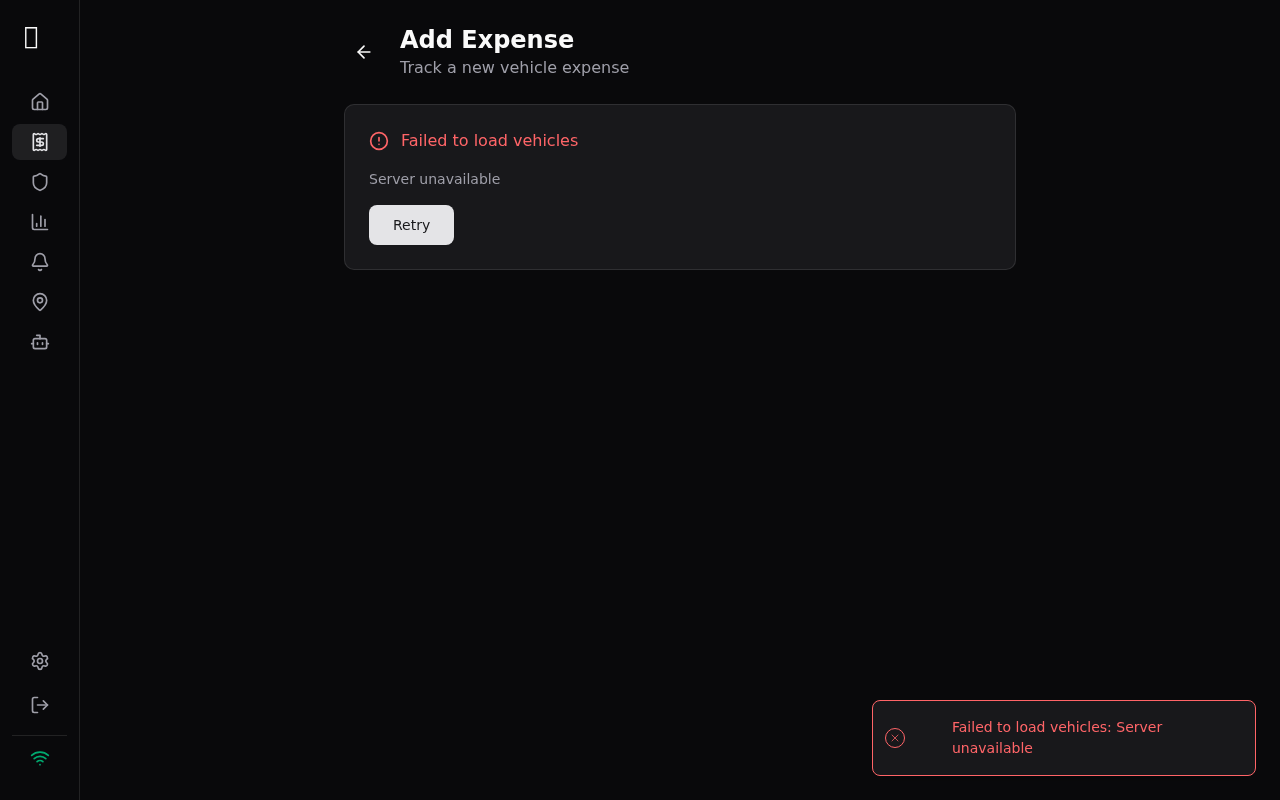 Add Expense
Track a new vehicle expense
Failed to load vehicles
Server unavailable
Retry
Failed to load vehicles: Server
unavailable